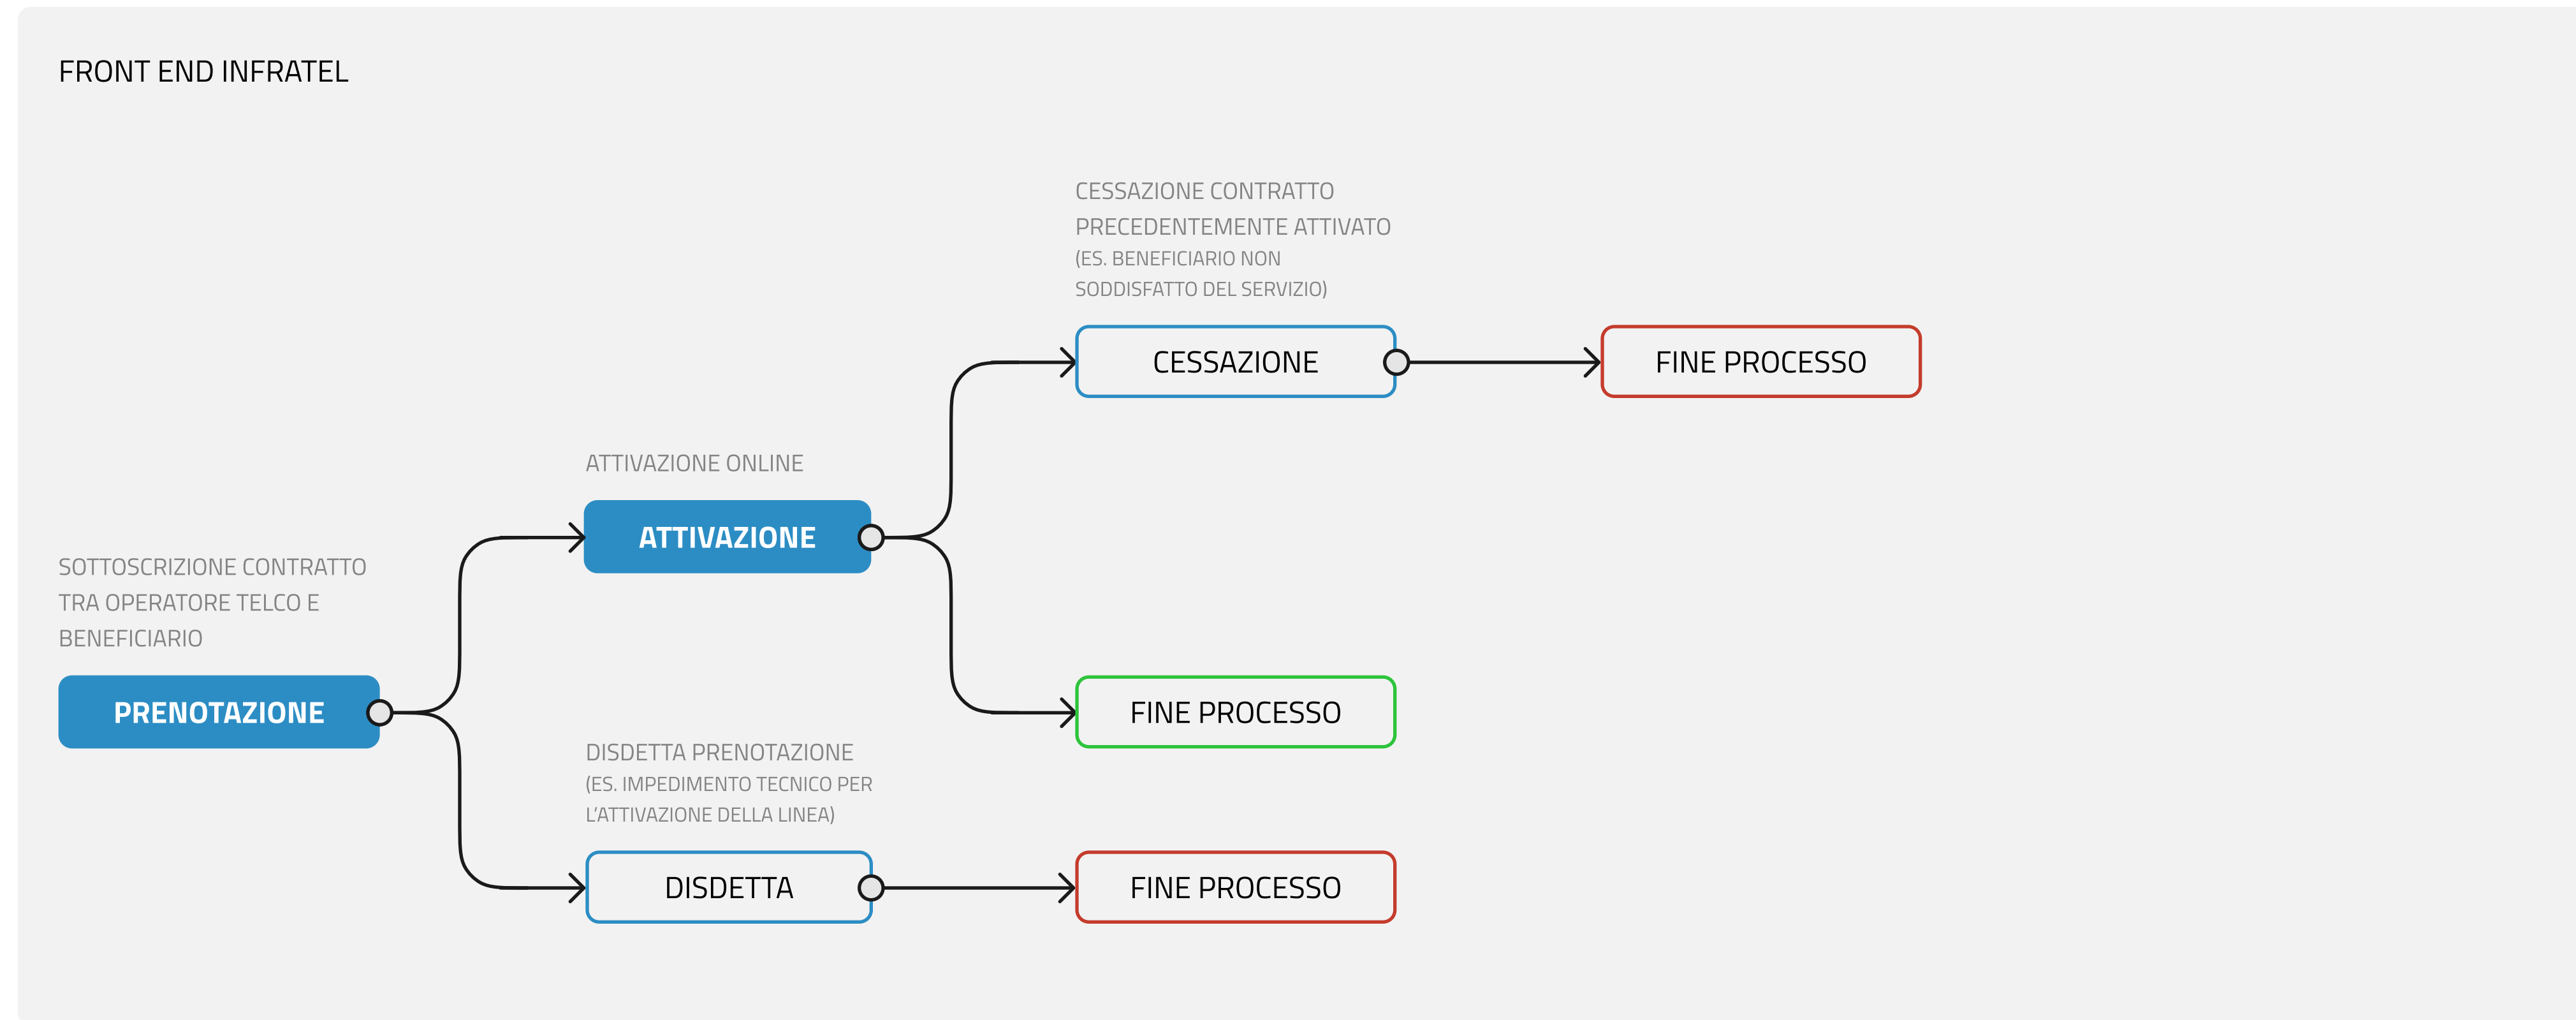 FRONT END INFRATEL
CESSAZIONE CONTRATTO
PRECEDENTEMENTE ATTIVATO
(ES. BENEFICIARIO NON
SODDISFATTO DEL SERVIZIO)
CESSAZIONE
FINE PROCESSO
ATTIVAZIONE ONLINE
ATTIVAZIONE
SOTTOSCRIZIONE CONTRATTO
TRA OPERATORE TELCO E
BENEFICIARIO
PRENOTAZIONE
FINE PROCESSO
DISDETTA PRENOTAZIONE
(ES. IMPEDIMENTO TECNICO PER
L’ATTIVAZIONE DELLA LINEA)
DISDETTA
FINE PROCESSO